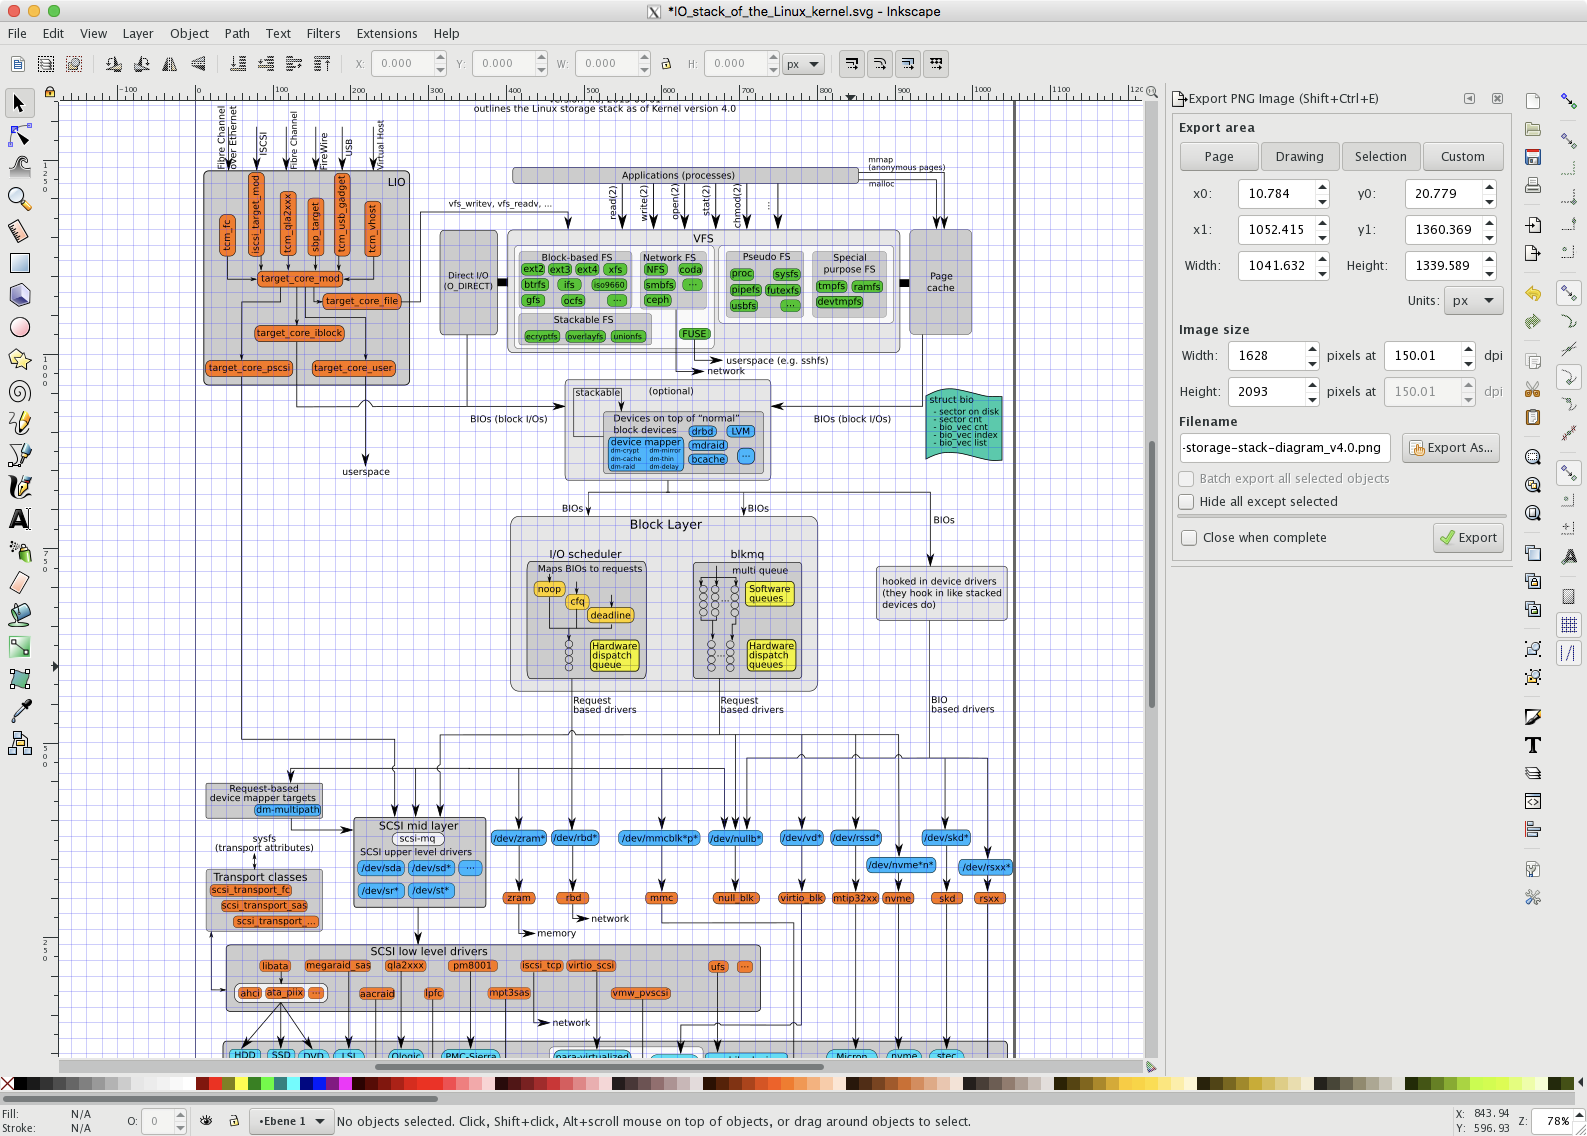 *IO_stack_of_the_Linux_kernel.svg - Inkscape
File Edit View Layer Object Path Text Filters Extensions Help
X: 0.000 Y: 0.000 W: 0.000 H: 0.000 px
-100 0 100 200 300 400 500 600 700 800 900 1000 1100
outlines the Linux storage stack as of Kernel version 4.0
Fibre Channel
over Ethernet
ISCSI
Fibre Channel
FireWire
USB
Virtual Host
LIO
tcm_fc
iscsi_target_mod
tcm_qla2xxx
sbp_target
tcm_usb_gadget
tcm_vhost
target_core_mod
target_core_file
target_core_iblock
target_core_pscsi
target_core_user
userspace
Applications (processes)
mmap
(anonymous pages)
malloc
vfs_writev, vfs_readv, ...
read(2)
write(2)
open(2)
stat(2)
chmod(2)
...
VFS
Direct I/O
(O_DIRECT)
Block-based FS
ext2 ext3 ext4 xfs
btrfs ifs iso9660
gfs ocfs ...
Network FS
NFS coda
smbfs ...
ceph
Pseudo FS
proc sysfs
pipefs futexfs
usbfs ...
Special
purpose FS
tmpfs ramfs
devtmpfs
Stackable FS
ecryptfs overlayfs unionfs
FUSE
userspace (e.g. sshfs)
network
Page
cache
BIOs (block I/Os)
stackable
(optional)
Devices on top of "normal"
block devices
drbd LVM
device mapper
dm-crypt dm-mirror
dm-cache dm-thin
dm-raid dm-delay
mdraid
bcache ...
BIOs (block I/Os)
struct bio
- sector on disk
- sector cnt
- bio_vec cnt
- bio_vec index
- bio_vec list
BIOs
BIOs
BIOs
Block Layer
I/O scheduler
Maps BIOs to requests
noop
cfq
deadline
Hardware
dispatch
queue
blkmq
multi queue
Software
queues
...
Hardware
dispatch
queues
...
hooked in device drivers
(they hook in like stacked
devices do)
Request
based drivers
Request
based drivers
BIO
based drivers
Request-based
device mapper targets
dm-multipath
sysfs
(transport attributes)
Transport classes
scsi_transport_fc
scsi_transport_sas
scsi_transport_...
SCSI mid layer
scsi-mq
SCSI upper level drivers
/dev/sda /dev/sd* ...
/dev/sr* /dev/st*
/dev/zram* /dev/rbd* /dev/mmcblk*p* /dev/nullb* /dev/vd* /dev/rssd* /dev/skd*
/dev/nvme*n* /dev/rsxx*
zram rbd mmc null_blk virtio_blk mtip32xx nvme skd rsxx
network
memory
SCSI low level drivers
libata megaraid_sas qla2xxx pm8001 iscsi_tcp virtio_scsi ufs ...
ahci ata_piix ... aacraid lpfc mpt3sas vmw_pvscsi
network
HDD SSD DVD LSI Qlogic PMC-Sierra para-virtualized Micron nvme stec
Export PNG Image (Shift+Ctrl+E)
Export area
Page Drawing Selection Custom
x0: 10.784 y0: 20.779
x1: 1052.415 y1: 1360.369
Width: 1041.632 Height: 1339.589
Units: px
Image size
Width: 1628 pixels at 150.01 dpi
Height: 2093 pixels at 150.01 dpi
Filename
-storage-stack-diagram_v4.0.png Export As...
Batch export all selected objects
Hide all except selected
Close when complete Export
Fill: N/A
Stroke: N/A
O: 0
•Ebene 1
No objects selected. Click, Shift+click, Alt+scroll mouse on top of objects, or drag around objects to select.
X: 843.94
Y: 596.93
Z: 78%